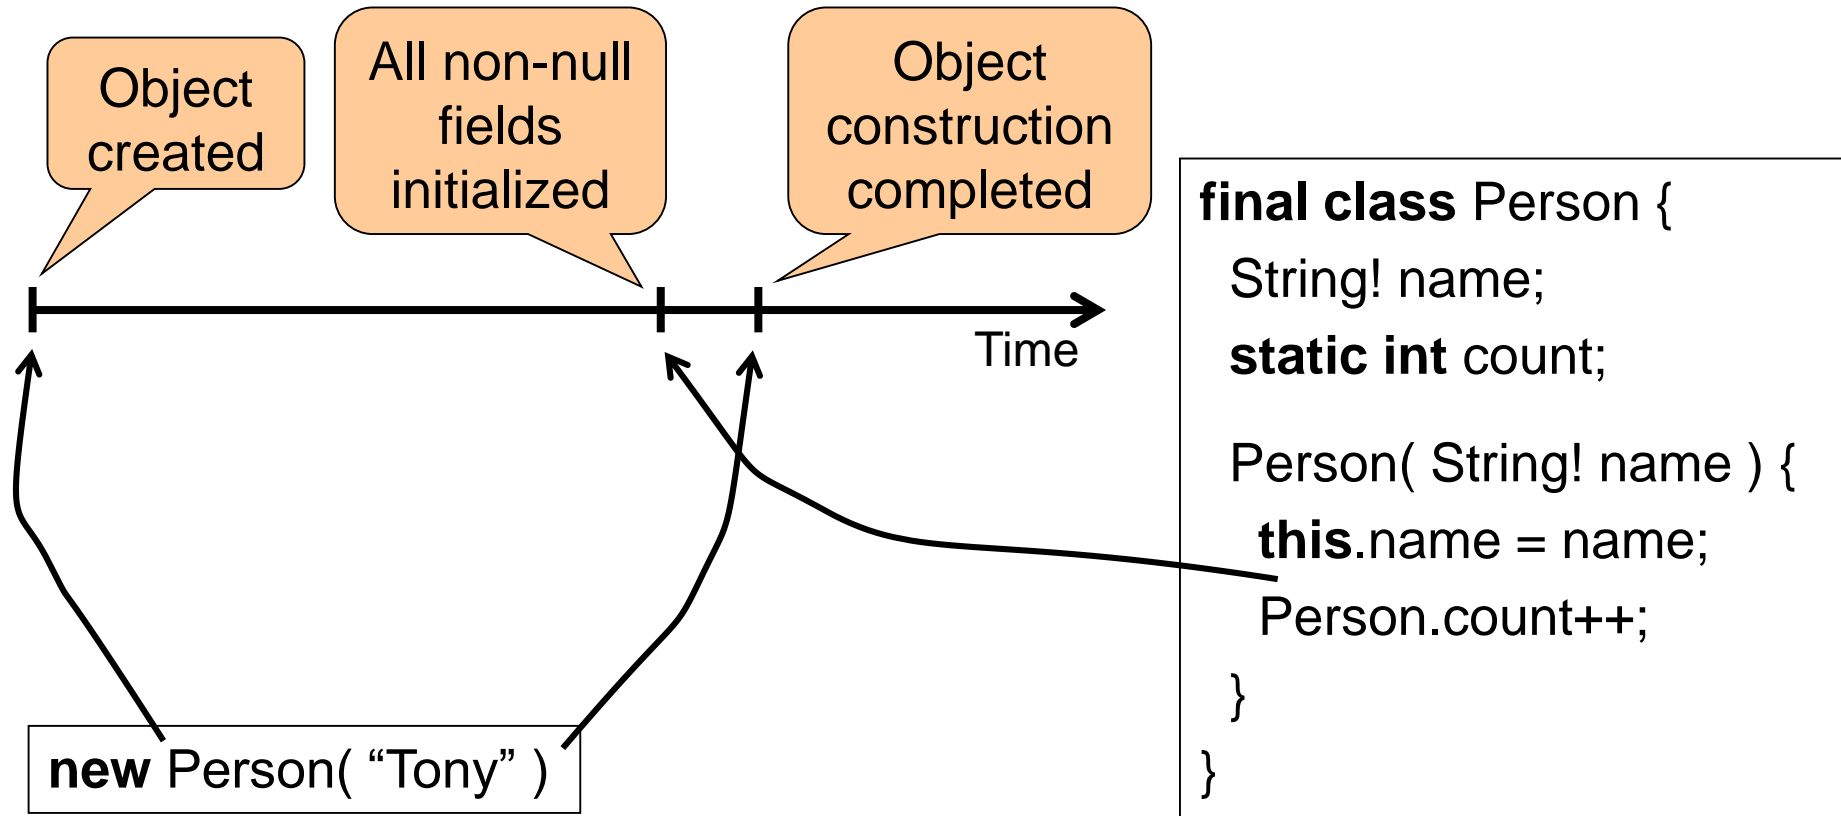 Object
created
All non-null
fields
initialized
Object
construction
completed
Time
final class Person {
String! name;
static int count;
Person( String! name ) {
this.name = name;
Person.count++;
}
}
new Person( “Tony” )